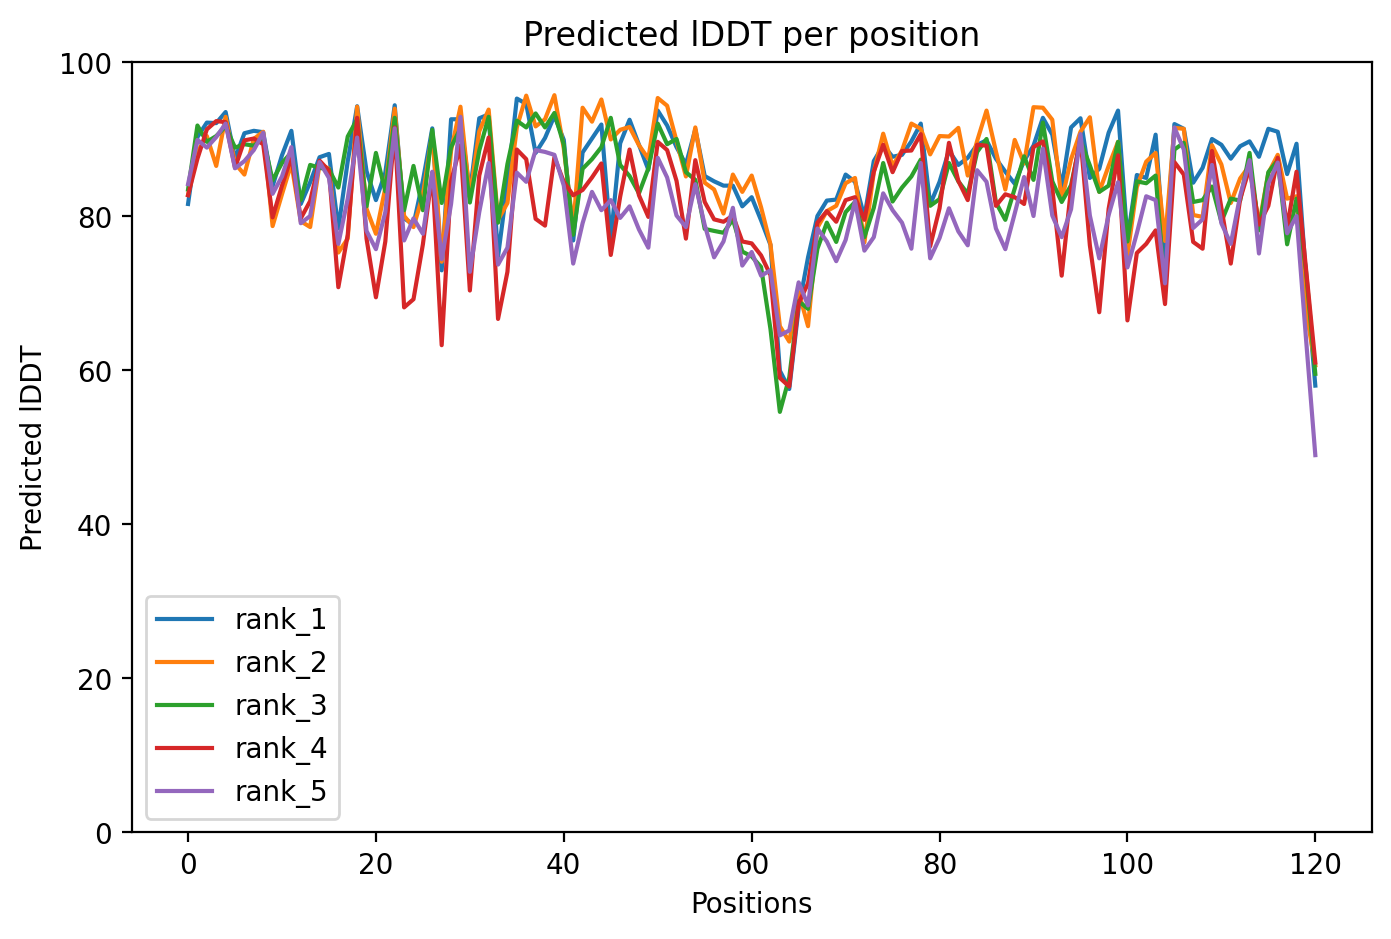 Predicted lDDT per position
100
80
60
40
20
0
Predicted lDDT
rank_1
rank_2
rank_3
rank_4
rank_5
0 20 40 60 80 100 120
Positions